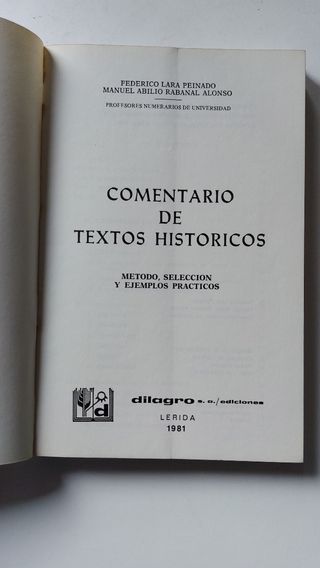 FEDERICO LARA PEINADO
MANUEL ABILIO RABANAL ALONSO
PROFESORES NUMERARIOS DE UNIVERSIDAD
COMENTARIO
DE
TEXTOS HISTORICOS
METODO, SELECCION
Y EJEMPLOS PRACTICOS
d dilagro s. a./ediciones
LERIDA
1981